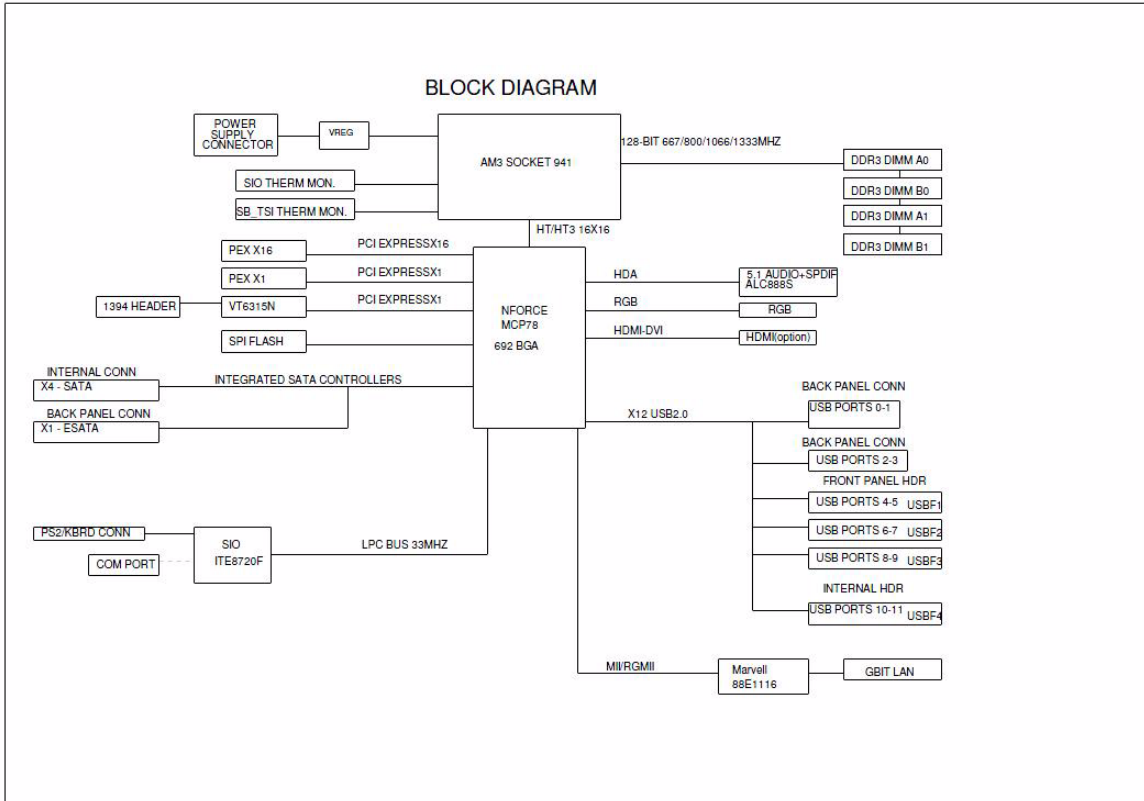 BLOCK DIAGRAM
POWER
SUPPLY
CONNECTOR
VREG
AM3 SOCKET 941
128-BIT 667/800/1066/1333MHZ
DDR3 DIMM A0
DDR3 DIMM B0
DDR3 DIMM A1
DDR3 DIMM B1
SIO THERM MON.
SB_TSI THERM MON.
HT/HT3 16X16
PEX X16
PCI EXPRESSX16
PEX X1
PCI EXPRESSX1
1394 HEADER
VT6315N
PCI EXPRESSX1
SPI FLASH
NFORCE
MCP78
692 BGA
HDA
5.1 AUDIO+SPDIF
ALC888S
RGB
RGB
HDMI-DVI
HDMI(option)
INTERNAL CONN
X4 - SATA
INTEGRATED SATA CONTROLLERS
BACK PANEL CONN
X1 - ESATA
X12 USB2.0
BACK PANEL CONN
USB PORTS 0-1
BACK PANEL CONN
USB PORTS 2-3
FRONT PANEL HDR
USB PORTS 4-5 USBF1
USB PORTS 6-7 USBF2
USB PORTS 8-9 USBF3
INTERNAL HDR
USB PORTS 10-11 USBF4
PS2/KBRD CONN
COM PORT
SIO
ITE8720F
LPC BUS 33MHZ
MII/RGMII
Marvell
88E1116
GBIT LAN